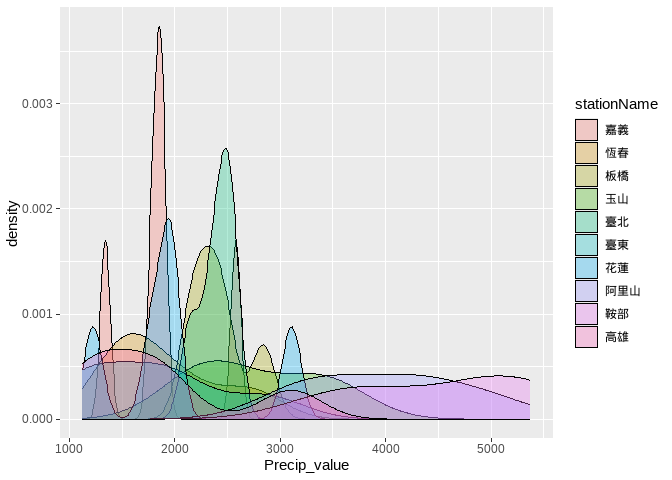 0.003
0.002
0.001
0.000
density
1000 2000 3000 4000 5000
Precip_value
stationName
嘉義
恆春
板橋
玉山
臺北
臺東
花蓮
阿里山
鞍部
高雄